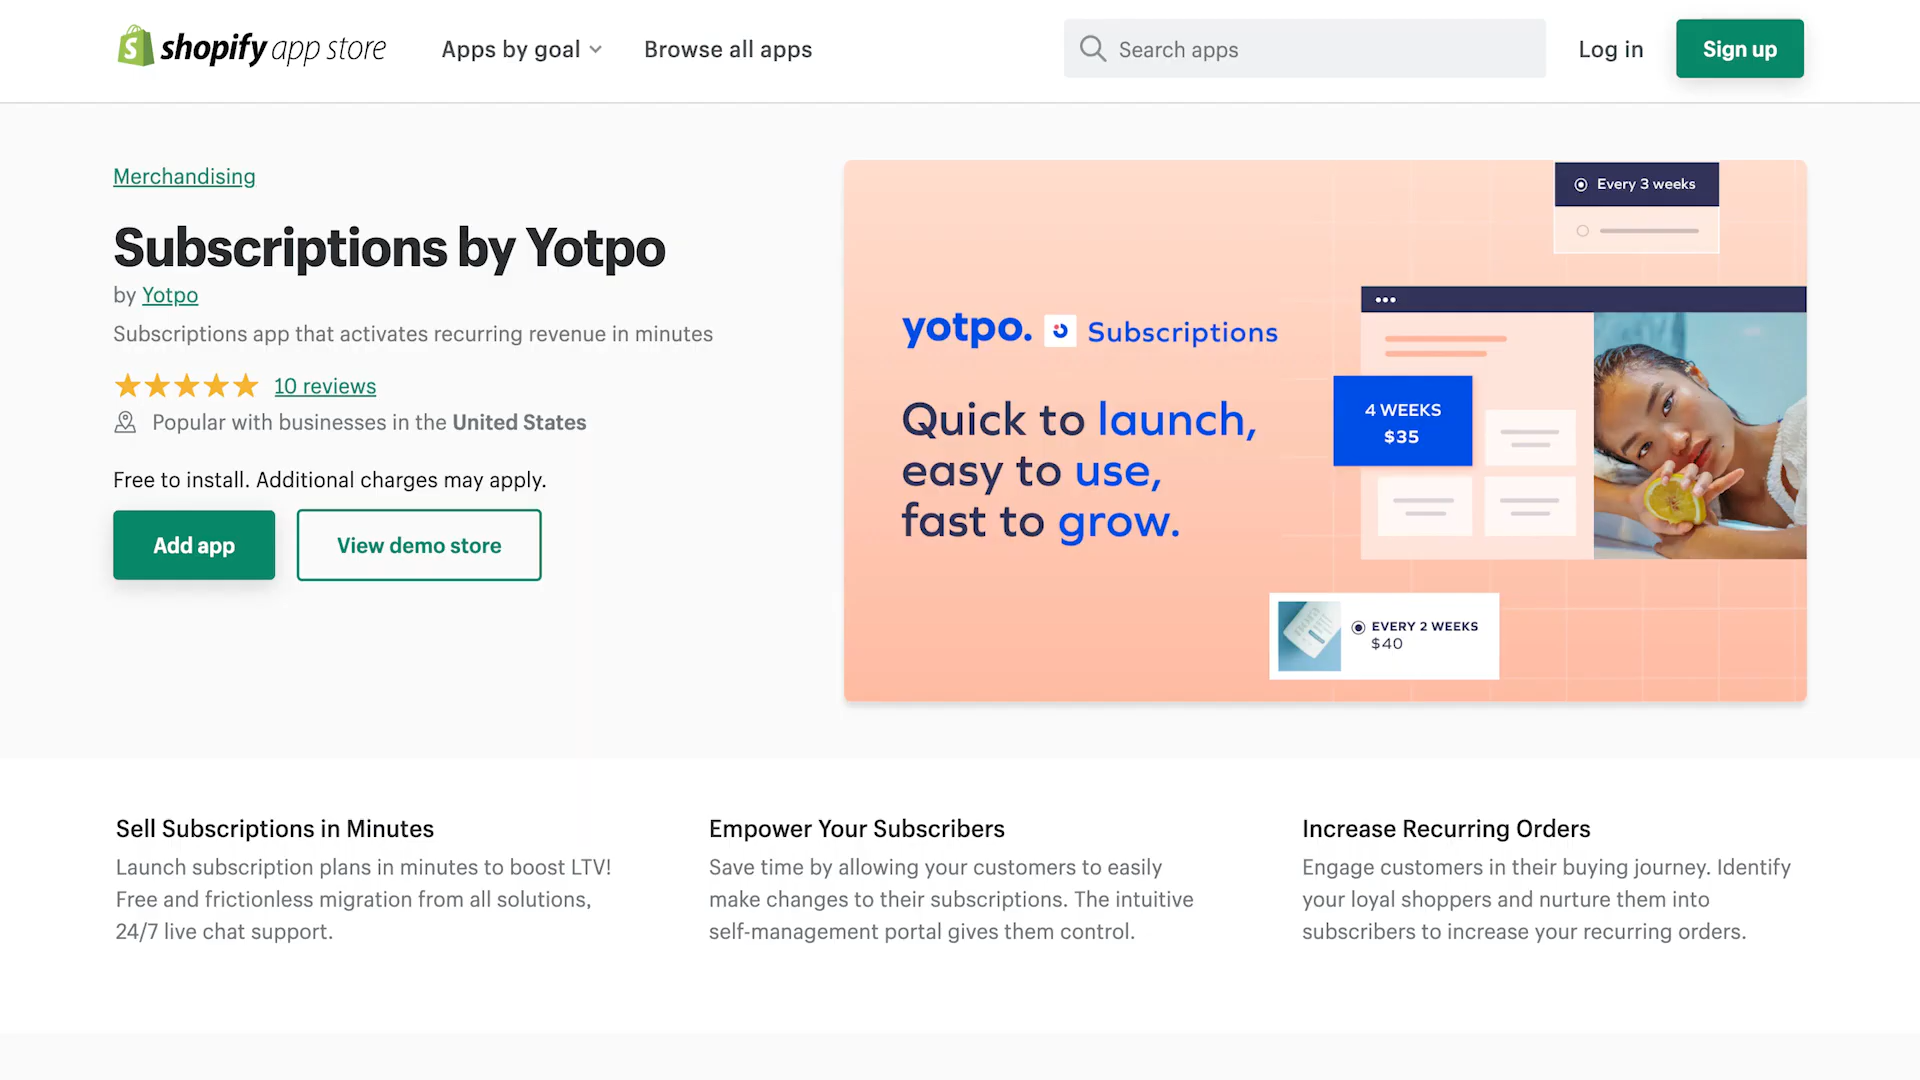 shopify app store
Apps by goal
Browse all apps
Search apps
Log in
Sign up
Merchandising
Subscriptions by Yotpo
by Yotpo
Subscriptions app that activates recurring revenue in minutes
10 reviews
Popular with businesses in the United States
Free to install. Additional charges may apply.
Add app
View demo store
Every 3 weeks
yotpo. Subscriptions
Quick to launch,
easy to use,
fast to grow.
4 WEEKS
$35
EVERY 2 WEEKS
$40
Sell Subscriptions in Minutes
Launch subscription plans in minutes to boost LTV!
Free and frictionless migration from all solutions,
24/7 live chat support.
Empower Your Subscribers
Save time by allowing your customers to easily
make changes to their subscriptions. The intuitive
self-management portal gives them control.
Increase Recurring Orders
Engage customers in their buying journey. Identify
your loyal shoppers and nurture them into
subscribers to increase your recurring orders.